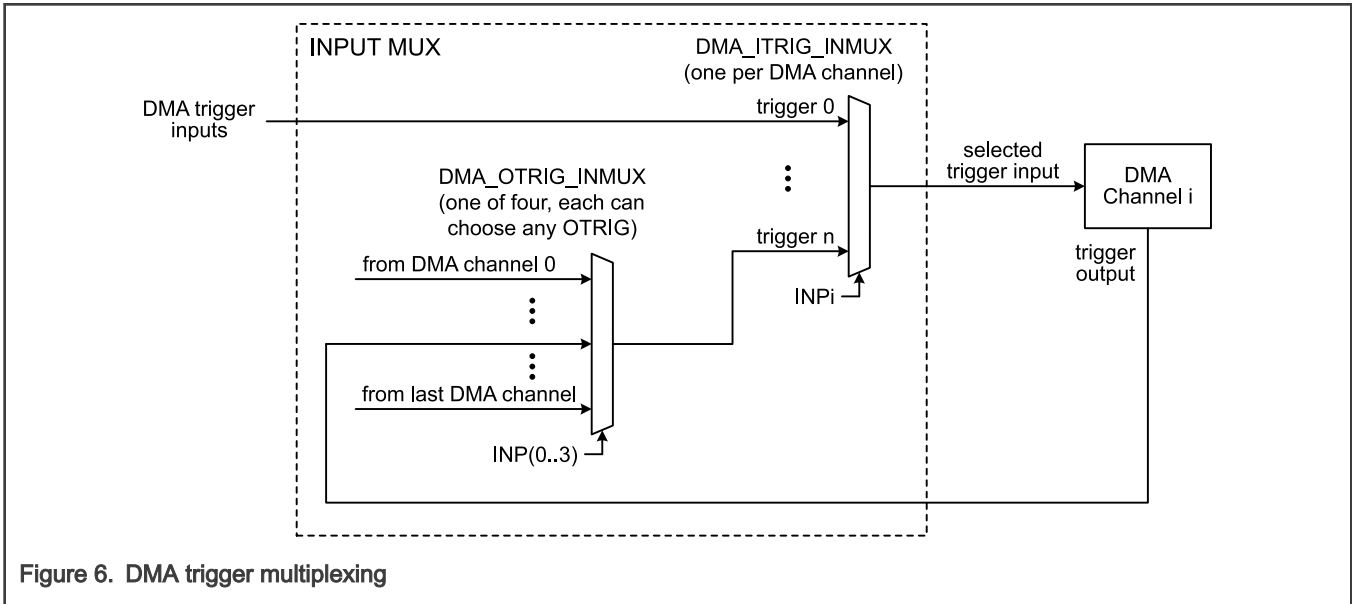 INPUT MUX
DMA_ITRIG_INMUX
(one per DMA channel)
DMA trigger
inputs
trigger 0
selected
trigger input
DMA
Channel i
DMA_OTRIG_INMUX
(one of four, each can
choose any OTRIG)
trigger n
trigger
output
from DMA channel 0
INPi
from last DMA channel
INP(0..3)
Figure 6. DMA trigger multiplexing